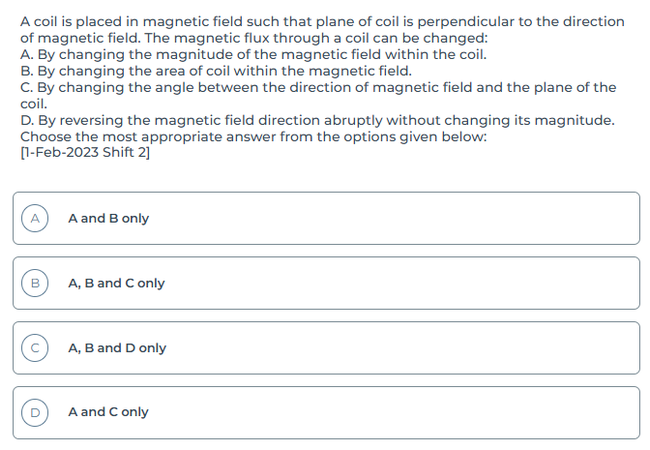 A coil is placed in magnetic field such that plane of coil is perpendicular to the direction
of magnetic field. The magnetic flux through a coil can be changed:
A. By changing the magnitude of the magnetic field within the coil.
B. By changing the area of coil within the magnetic field.
C. By changing the angle between the direction of magnetic field and the plane of the
coil.
D. By reversing the magnetic field direction abruptly without changing its magnitude.
Choose the most appropriate answer from the options given below:
[1-Feb-2023 Shift 2]
A A and B only
B A, B and C only
C A, B and D only
D A and C only